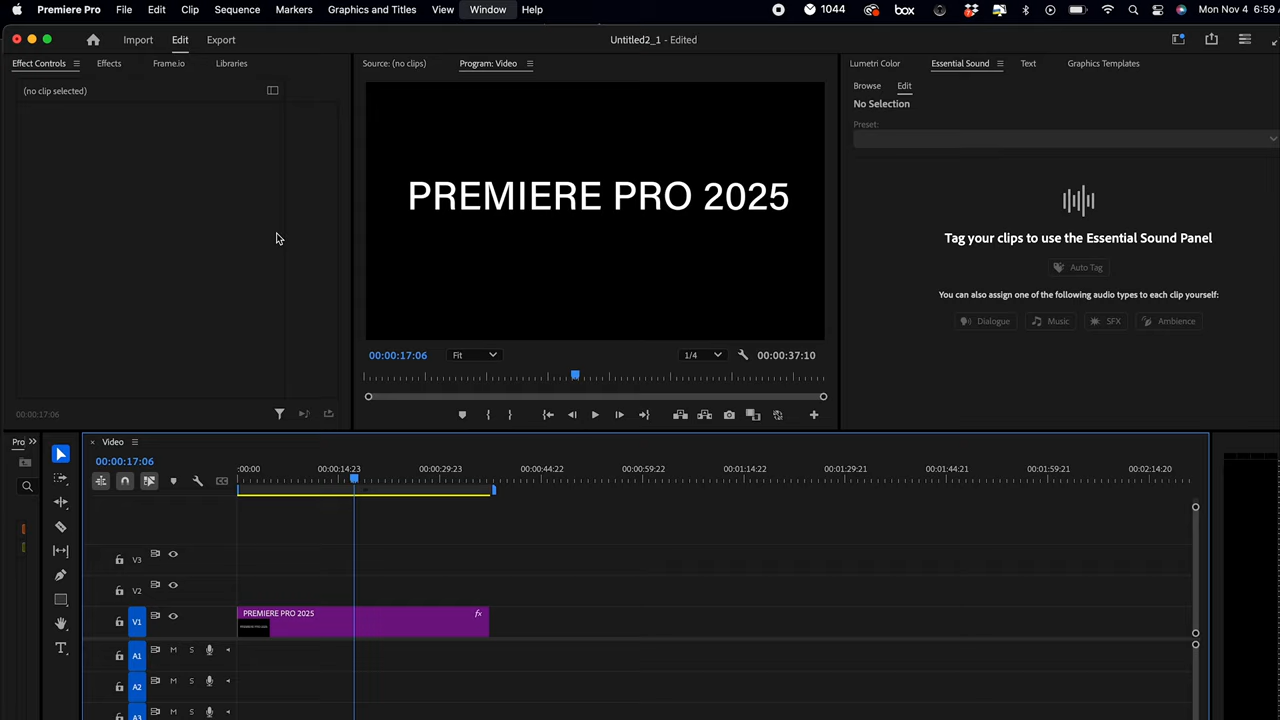 Premiere Pro File Edit Clip Sequence Markers Graphics and Titles View Window Help 1044 box Mon Nov 4 6:59
Import Edit Export Untitled2_1 - Edited
Effect Controls Effects Frame.io Libraries Source: (no clips) Program: Video Lumetri Color Essential Sound Text Graphics Templates
(no clip selected)
Browse Edit
No Selection
Preset:
PREMIERE PRO 2025
Tag your clips to use the Essential Sound Panel
Auto Tag
You can also assign one of the following audio types to each clip yourself:
Dialogue Music SFX Ambience
00:00:17:06 Fit 1/4 00:00:37:10
00:00:17:06
Pro Video
00:00:17:06
:00:00 00:00:14:23 00:00:29:23 00:00:44:22 00:00:59:22 00:01:14:22 00:01:29:21 00:01:44:21 00:01:59:21 00:02:14:20
V3
V2
V1 PREMIERE PRO 2025 fx
A1 M S
A2 M S
A3 M S